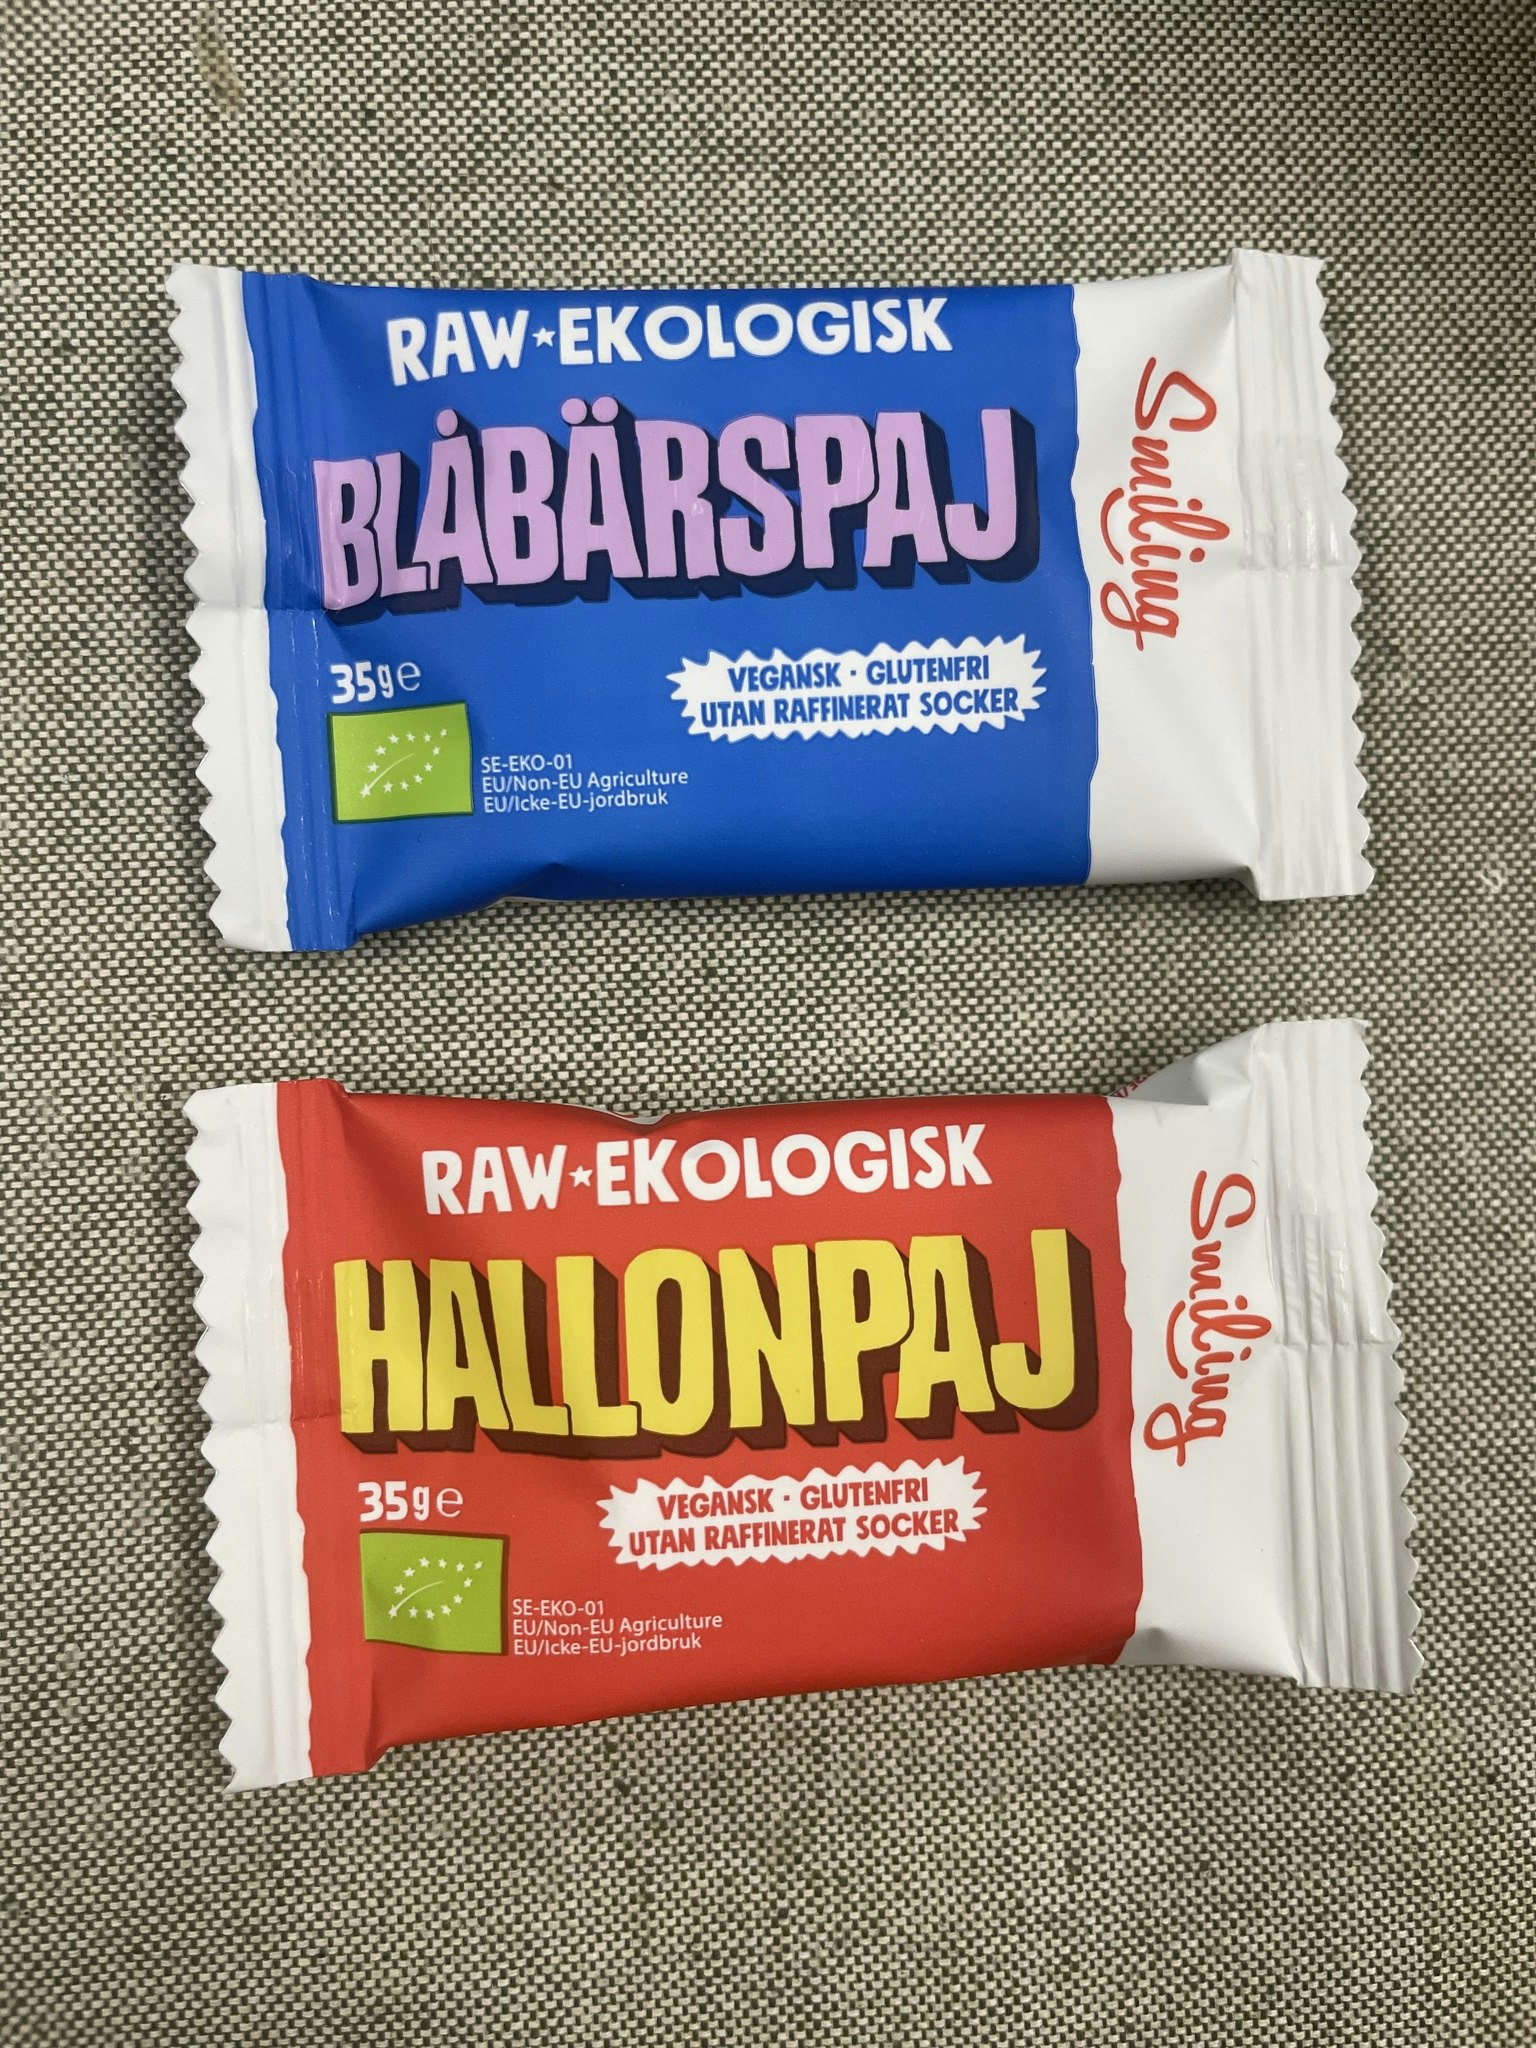 RAW★EKOLOGISK
BLÅBÄRSPAJ
35g℮
VEGANSK · GLUTENFRI
UTAN RAFFINERAT SOCKER
SE-EKO-01
EU/Non-EU Agriculture
EU/Icke-EU-jordbruk
Smiling
RAW★EKOLOGISK
HALLONPAJ
35g℮
VEGANSK · GLUTENFRI
UTAN RAFFINERAT SOCKER
SE-EKO-01
EU/Non-EU Agriculture
EU/Icke-EU-jordbruk
Smiling